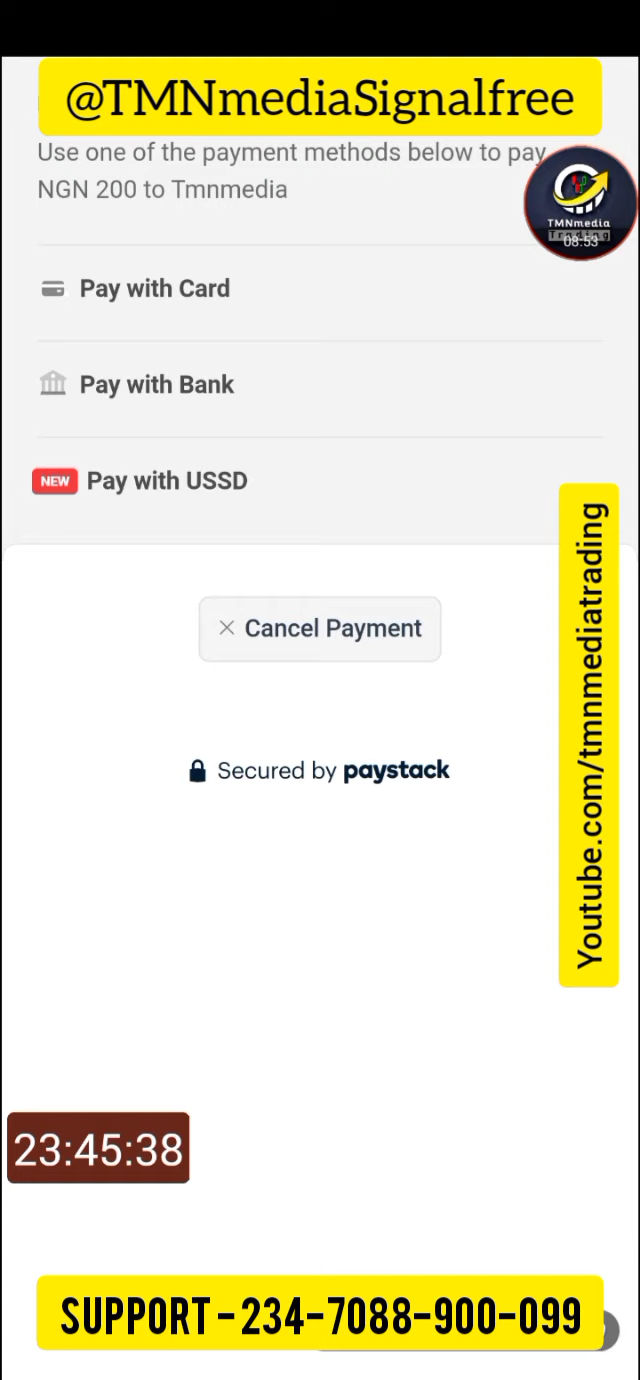 @TMNmediaSignalfree
Use one of the payment methods below to pay
NGN 200 to Tmnmedia
TMNmedia
Trading
08:53
Pay with Card
Pay with Bank
NEW Pay with USSD
Youtube.com/tmnmediatrading
Cancel Payment
Secured by paystack
23:45:38
SUPPORT-234-7088-900-099